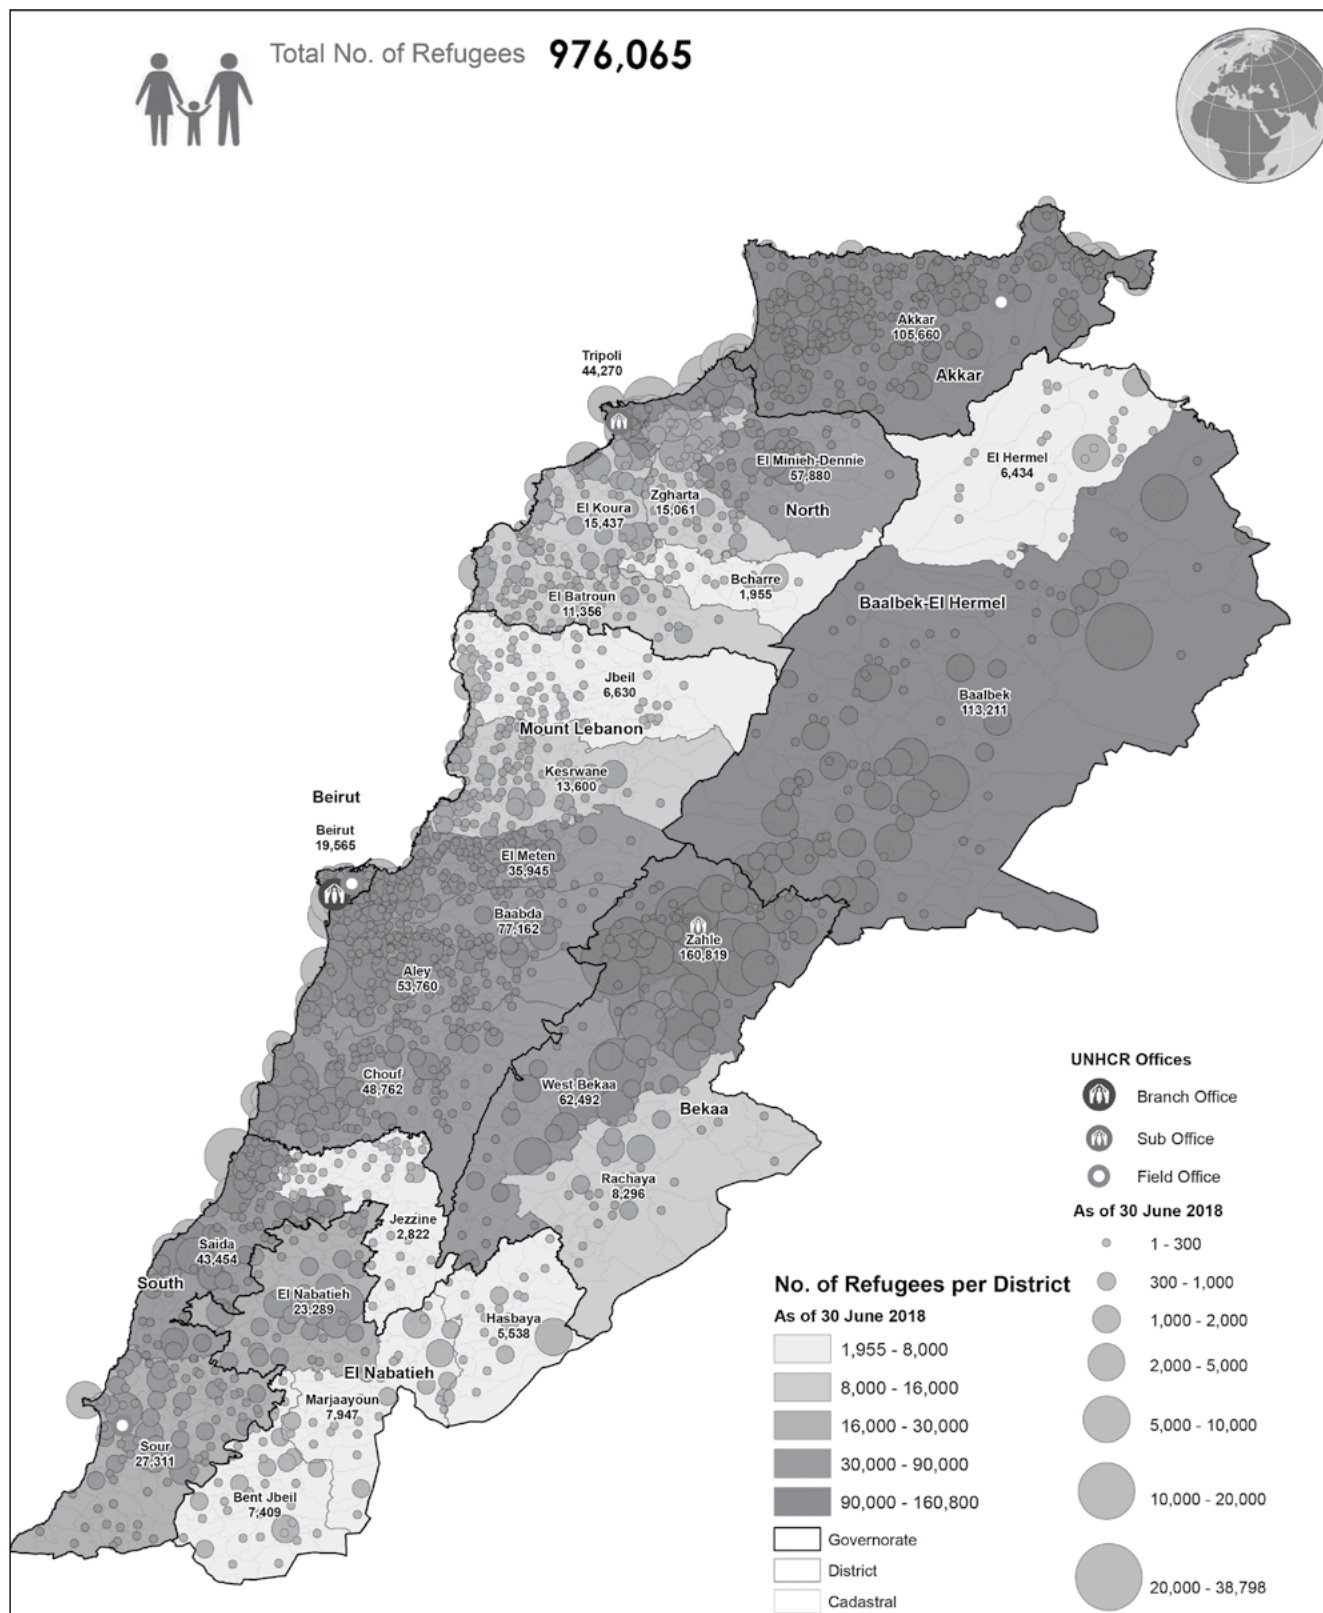 Total No. of Refugees 976,065
Akkar
105,660
Akkar
Tripoli
44,270
El Hermel
6,434
El Minieh-Dennie
57,880
Zgharta
15,061
El Koura
15,437
North
Bcharre
1,955
El Batroun
11,356
Baalbek-El Hermel
Jbeil
6,630
Baalbek
113,211
Mount Lebanon
Kesrwane
13,600
Beirut
Beirut
19,565
El Meten
35,945
Baabda
77,162
Zahle
160,819
Aley
53,760
Chouf
48,762
West Bekaa
62,492
Bekaa
Rachaya
8,296
Jezzine
2,822
Saida
43,454
South
El Nabatieh
23,289
Hasbaya
5,538
El Nabatieh
Marjaayoun
7,947
Sour
27,311
Bent Jbeil
7,409
UNHCR Offices
Branch Office
Sub Office
Field Office
As of 30 June 2018
1 - 300
300 - 1,000
1,000 - 2,000
2,000 - 5,000
5,000 - 10,000
10,000 - 20,000
20,000 - 38,798
No. of Refugees per District
As of 30 June 2018
1,955 - 8,000
8,000 - 16,000
16,000 - 30,000
30,000 - 90,000
90,000 - 160,800
Governorate
District
Cadastral